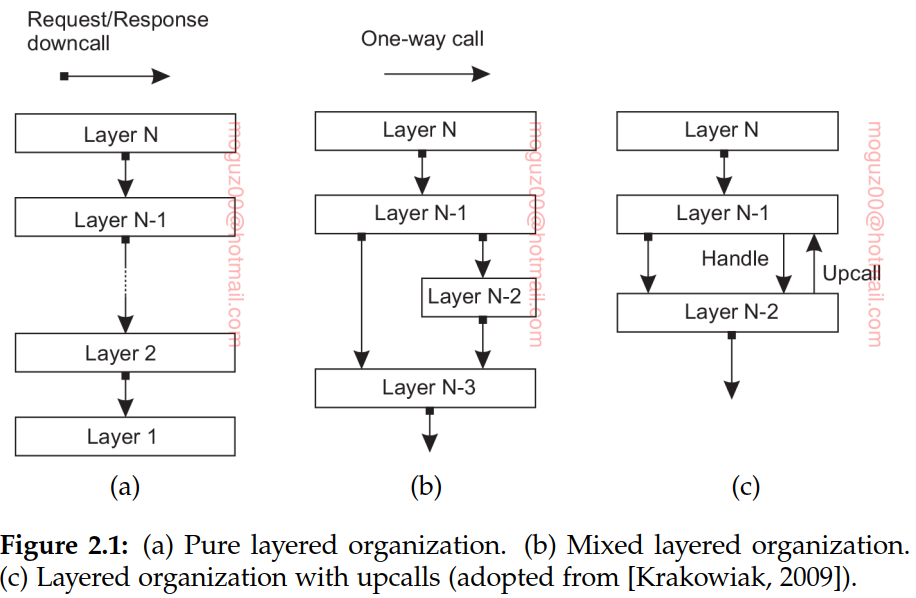 Request/Response
downcall
One-way call
Layer N
Layer N-1
Layer 2
Layer 1
(a)
Layer N
Layer N-1
Layer N-2
Layer N-3
(b)
Layer N
Layer N-1
Handle
Upcall
Layer N-2
(c)
moguz00@hotmail.com
moguz00@hotmail.com
moguz00@hotmail.com
Figure 2.1: (a) Pure layered organization. (b) Mixed layered organization.
(c) Layered organization with upcalls (adopted from [Krakowiak, 2009]).